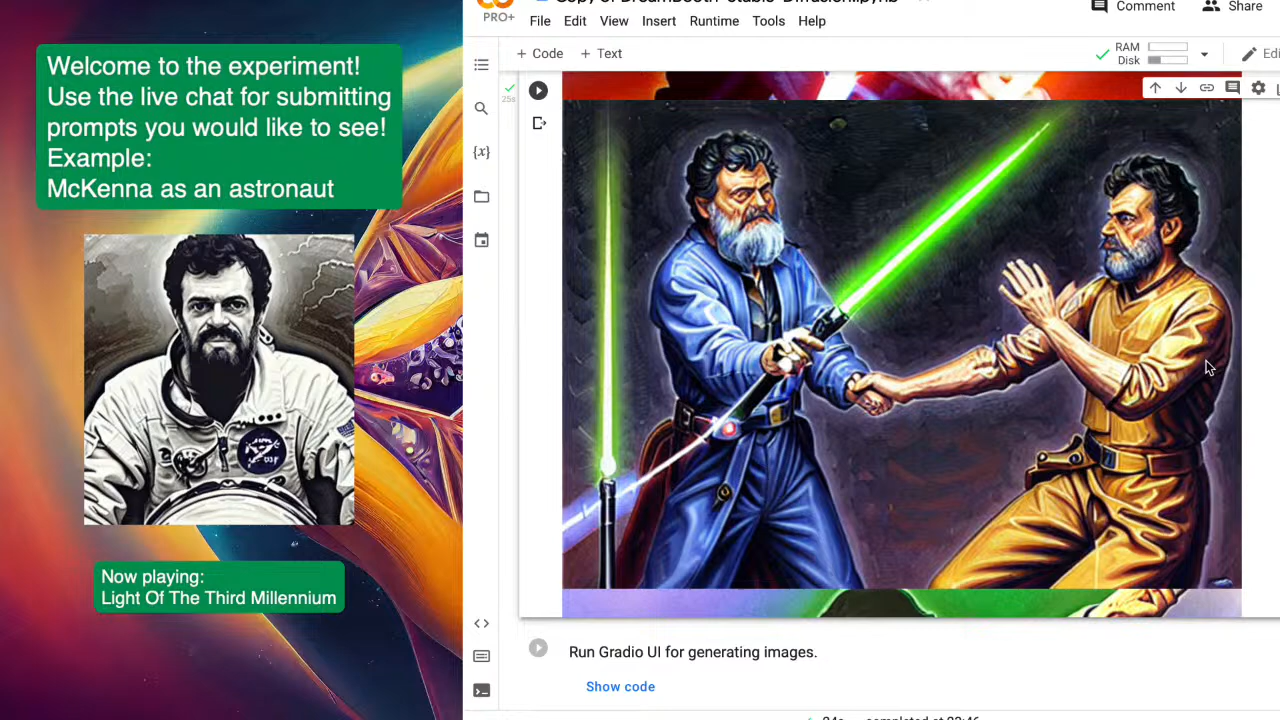 Welcome to the experiment!
Use the live chat for submitting
prompts you would like to see!
Example:
McKenna as an astronaut
Now playing:
Light Of The Third Millennium
PRO+
File Edit View Insert Runtime Tools Help
Comment Share
+ Code + Text
RAM
Disk
Edi
25s
{x}
Run Gradio UI for generating images.
Show code